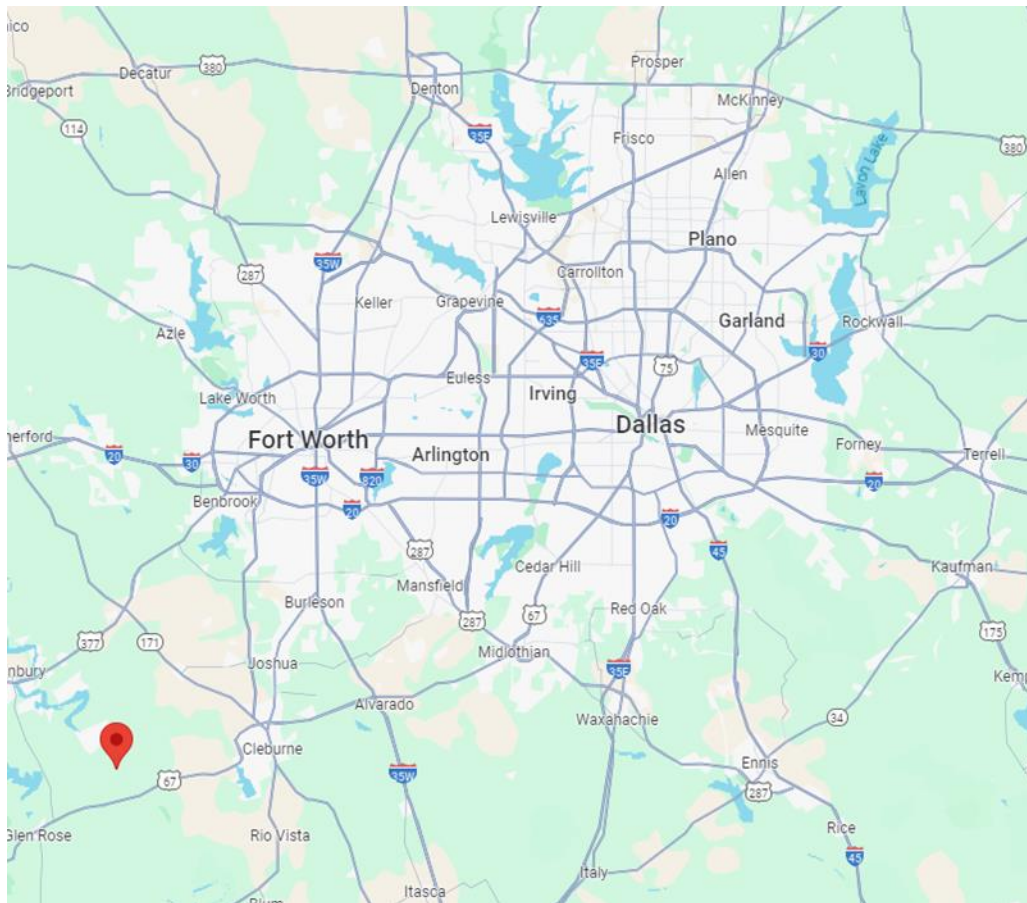 ico
Prosper
Decatur
380
Denton
Bridgeport
McKinney
114
35E
Frisco
380
Allen
Lavon Lake
Lewisville
Plano
287
35W
Carrollton
Keller
Grapevine
635
Garland
Rockwall
Azle
30
35E
75
Euless
Irving
Lake Worth
Dallas
Mesquite
Fort Worth
Arlington
Forney
herford
20
30
35W
820
Terrell
20
Benbrook
20
20
287
45
Cedar Hill
Kaufman
Mansfield
Burleson
67
Red Oak
287
377
171
175
Midlothian
Joshua
35E
nbury
Kemp
Alvarado
Waxahachie
34
Cleburne
Ennis
67
35W
287
Glen Rose
Rio Vista
Rice
45
Italy
Itasca